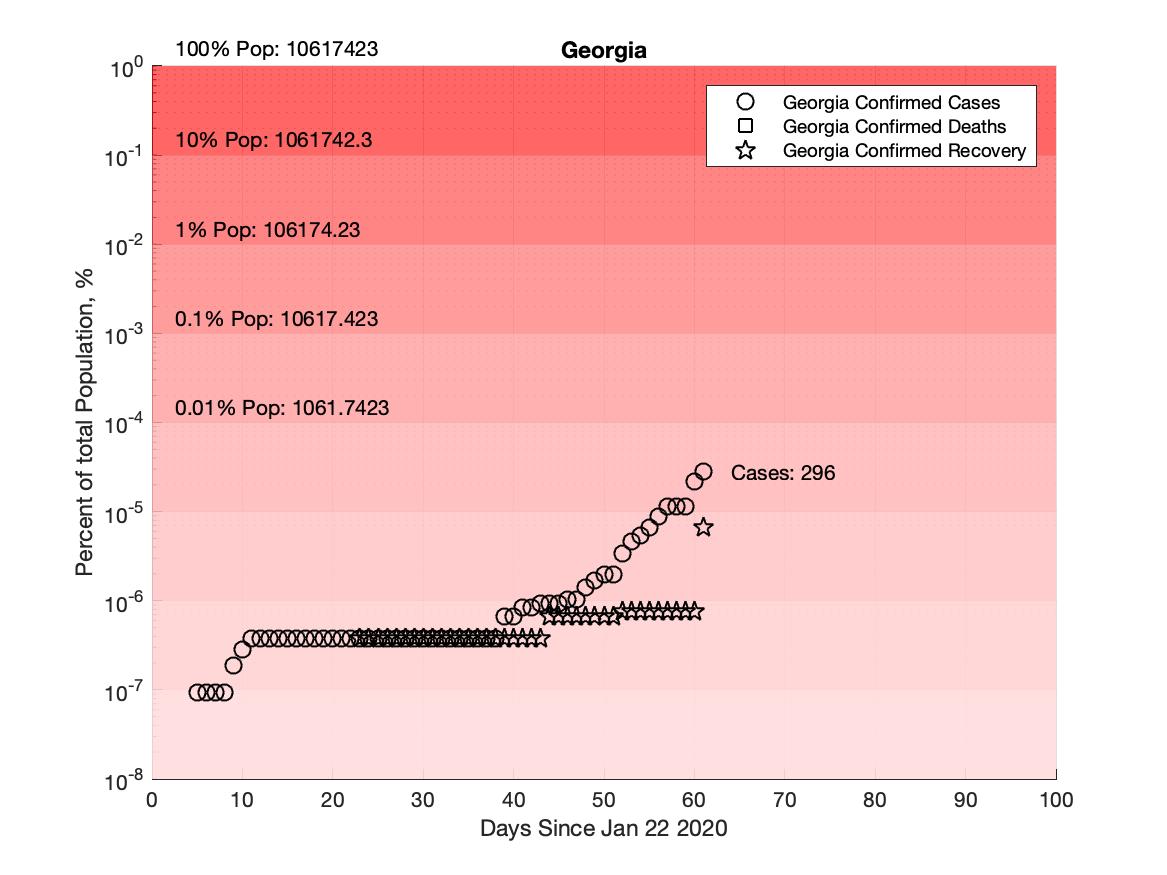 Georgia
100% Pop: 10617423
10% Pop: 1061742.3
1% Pop: 106174.23
0.1% Pop: 10617.423
0.01% Pop: 1061.7423
Georgia Confirmed Cases
Georgia Confirmed Deaths
Georgia Confirmed Recovery
Cases: 296
Percent of total Population, %
10⁰
10⁻¹
10⁻²
10⁻³
10⁻⁴
10⁻⁵
10⁻⁶
10⁻⁷
10⁻⁸
0 10 20 30 40 50 60 70 80 90 100
Days Since Jan 22 2020